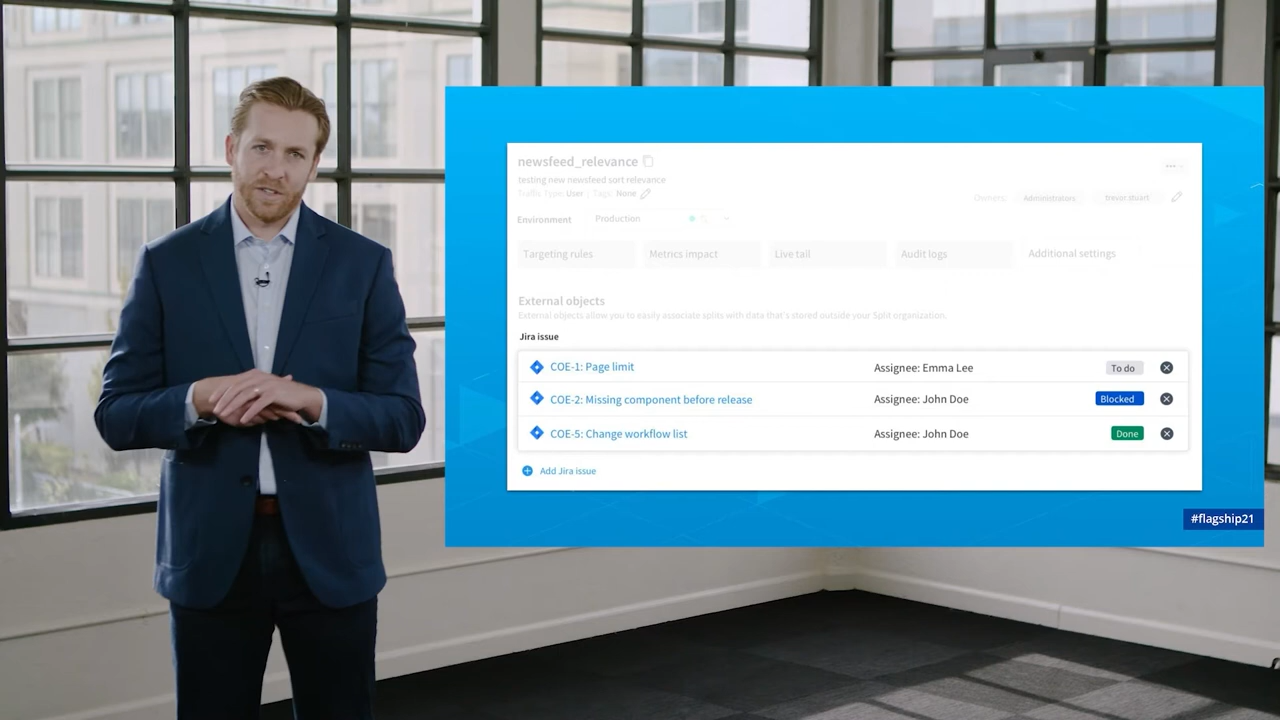 newsfeed_relevance
testing new newsfeed sort relevance
Traffic Type: User | Tags: None
Owners: Administrators trevor.stuart
Environment Production
Targeting rules Metrics impact Live tail Audit logs Additional settings
External objects
External objects allow you to easily associate splits with data that's stored outside your Split organization.
Jira issue
COE-1: Page limit Assignee: Emma Lee To do
COE-2: Missing component before release Assignee: John Doe Blocked
COE-5: Change workflow list Assignee: John Doe Done
Add Jira issue
#flagship21